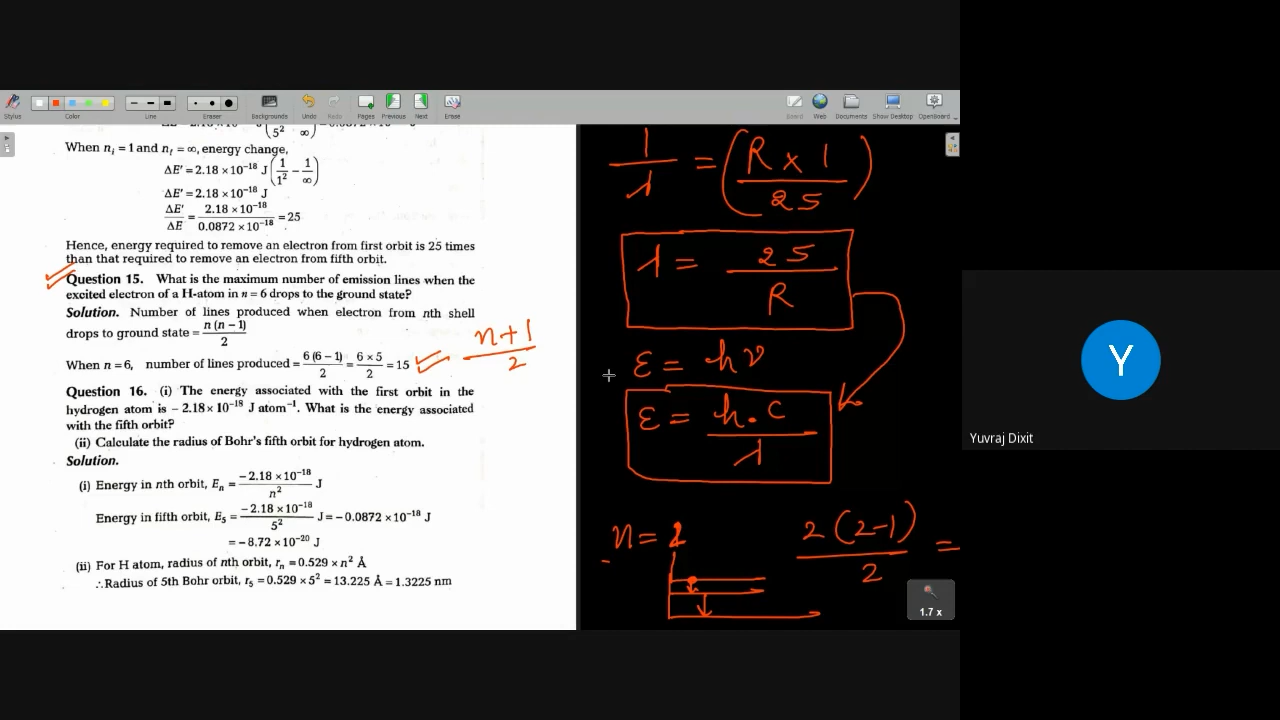 Stylus Color Line Eraser Backgrounds Undo Redo Pages Previous Next Erase Board Web Documents Show Desktop OpenBoard
When nᵢ = 1 and n_f = ∞, energy change,
ΔE' = 2.18 × 10⁻¹⁸ J (1/1² − 1/∞)
ΔE' = 2.18 × 10⁻¹⁸ J
ΔE'/ΔE = 2.18 × 10⁻¹⁸/0.0872 × 10⁻¹⁸ = 25
Hence, energy required to remove an electron from first orbit is 25 times
than that required to remove an electron from fifth orbit.
Question 15. What is the maximum number of emission lines when the
excited electron of a H-atom in n = 6 drops to the ground state?
Solution. Number of lines produced when electron from nth shell
drops to ground state = n (n − 1)/2
When n = 6, number of lines produced = 6 (6 − 1)/2 = 6 × 5/2 = 15
n+1/2
Question 16. (i) The energy associated with the first orbit in the
hydrogen atom is − 2.18 × 10⁻¹⁸ J atom⁻¹. What is the energy associated
with the fifth orbit?
(ii) Calculate the radius of Bohr's fifth orbit for hydrogen atom.
Solution.
(i) Energy in nth orbit, Eₙ = −2.18 × 10⁻¹⁸/n² J
Energy in fifth orbit, E₅ = −2.18 × 10⁻¹⁸/5² J = −0.0872 × 10⁻¹⁸ J
= −8.72 × 10⁻²⁰ J
(ii) For H atom, radius of nth orbit, rₙ = 0.529 × n² Å
∴Radius of 5th Bohr orbit, r₅ = 0.529 × 5² = 13.225 Å = 1.3225 nm
1/λ = (R × 1/25)
λ = 25/R
ε = hν
ε = h.c/λ
n = 2
2(2−1)/2 =
1.7 x
Y
Yuvraj Dixit